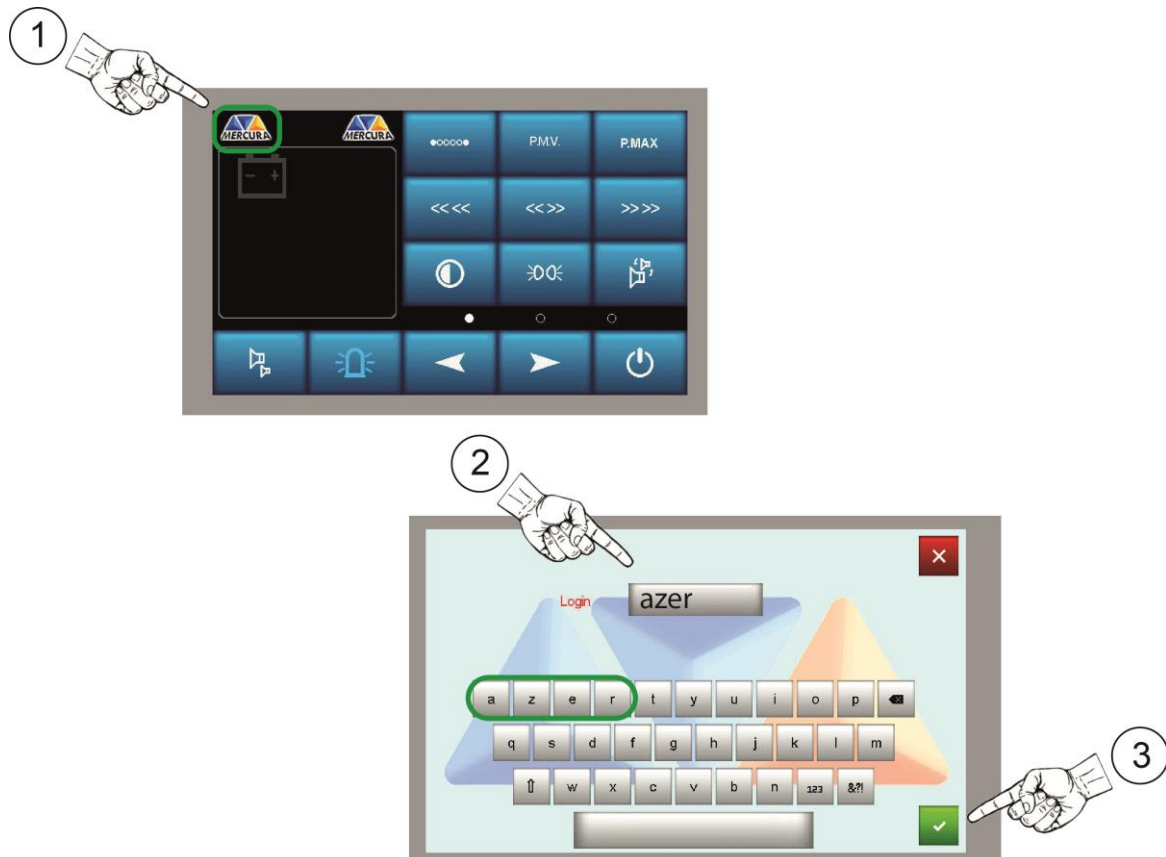 1
MERCURA MERCURA
P.M.V. P.MAX
<< << << >> >> >>
2
Login azer
a z e r t y u i o p
q s d f g h j k l m
w x c v b n 123 &?!
3